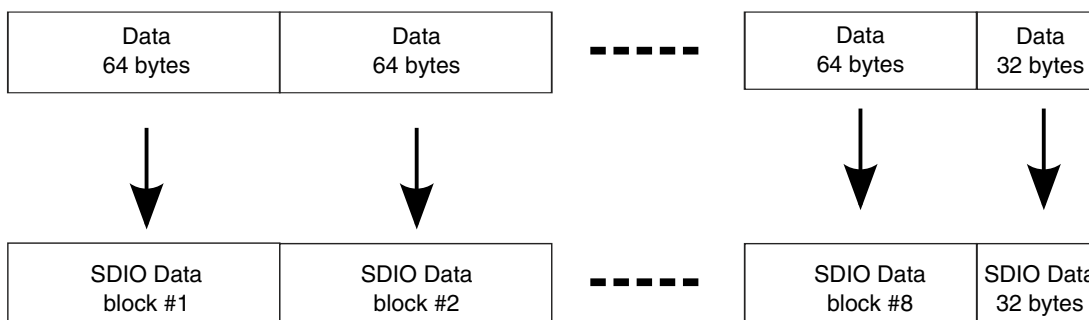 Data
64 bytes
Data
64 bytes
Data
64 bytes
Data
32 bytes
SDIO Data
block #1
SDIO Data
block #2
SDIO Data
block #8
SDIO Data
32 bytes